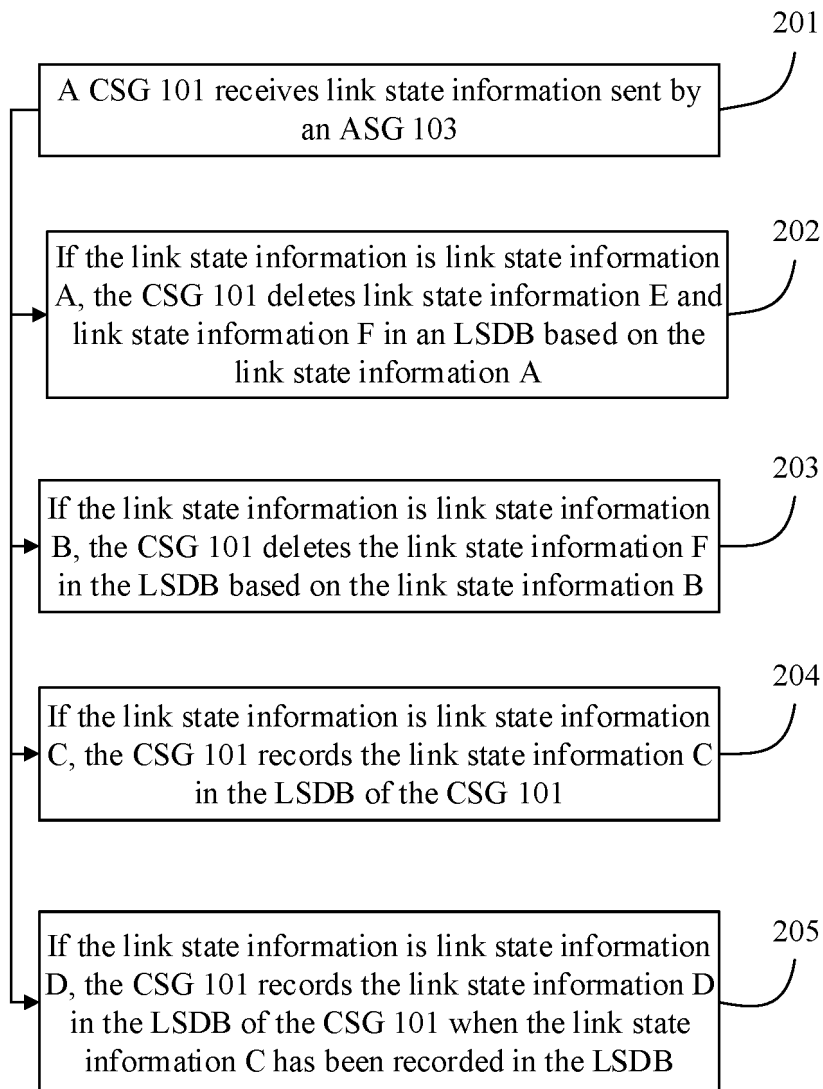 201
A CSG 101 receives link state information sent by
an ASG 103
202
If the link state information is link state information
A, the CSG 101 deletes link state information E and
link state information F in an LSDB based on the
link state information A
203
If the link state information is link state information
B, the CSG 101 deletes the link state information F
in the LSDB based on the link state information B
204
If the link state information is link state information
C, the CSG 101 records the link state information C
in the LSDB of the CSG 101
205
If the link state information is link state information
D, the CSG 101 records the link state information D
in the LSDB of the CSG 101 when the link state
information C has been recorded in the LSDB